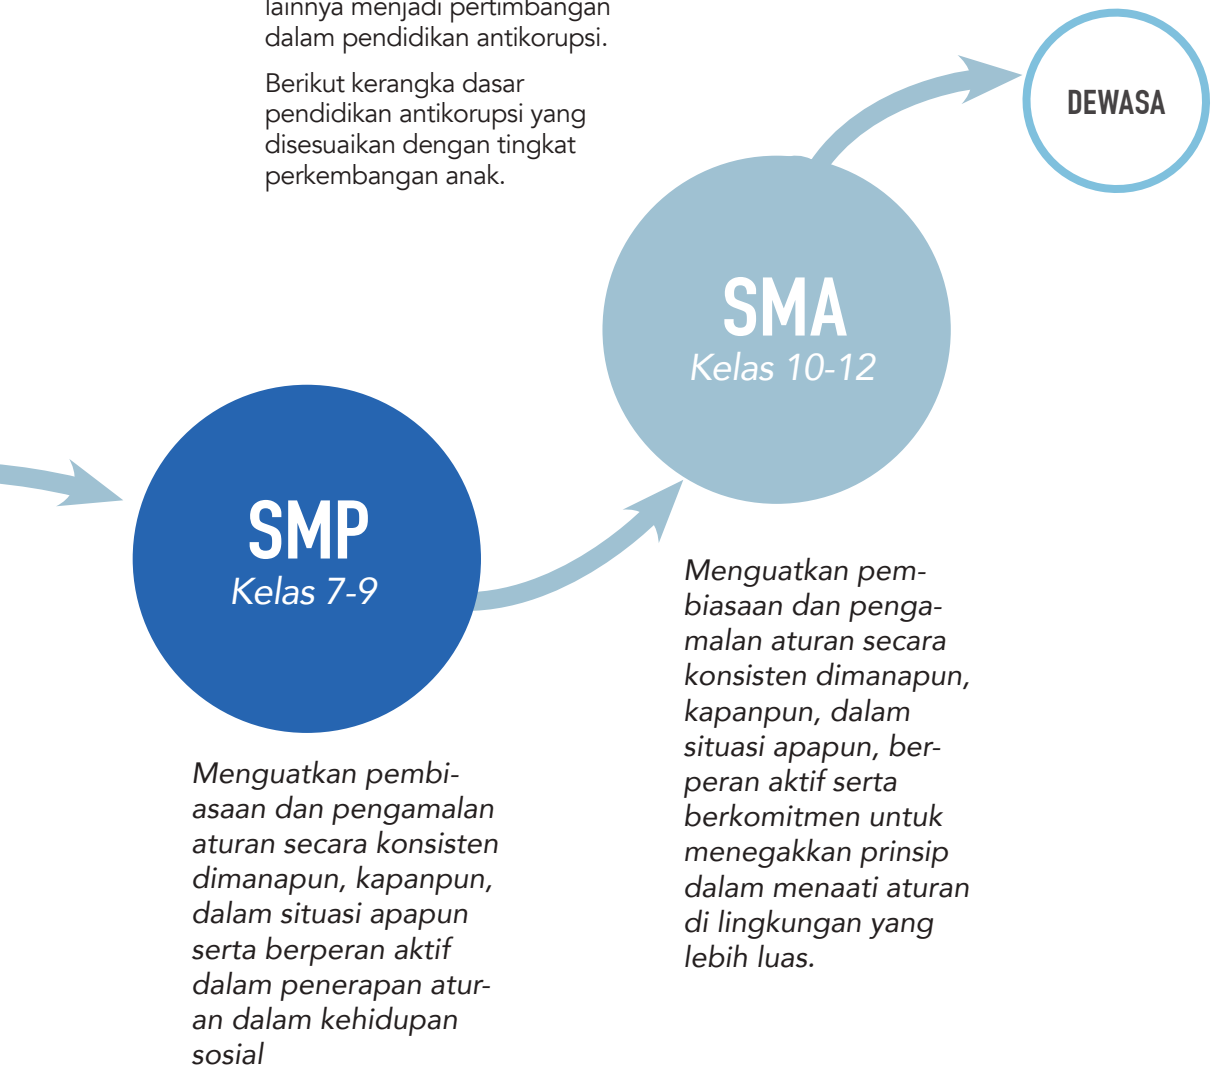 lainnya menjadi pertimbangan
dalam pendidikan antikorupsi.
Berikut kerangka dasar
pendidikan antikorupsi yang
disesuaikan dengan tingkat
perkembangan anak.
DEWASA
SMA
Kelas 10-12
SMP
Kelas 7-9
Menguatkan pem-
biasaan dan penga-
malan aturan secara
konsisten dimanapun,
kapanpun, dalam
situasi apapun, ber-
peran aktif serta
berkomitmen untuk
menegakkan prinsip
dalam menaati aturan
di lingkungan yang
lebih luas.
Menguatkan pembi-
asaan dan pengamalan
aturan secara konsisten
dimanapun, kapanpun,
dalam situasi apapun
serta berperan aktif
dalam penerapan atur-
an dalam kehidupan
sosial